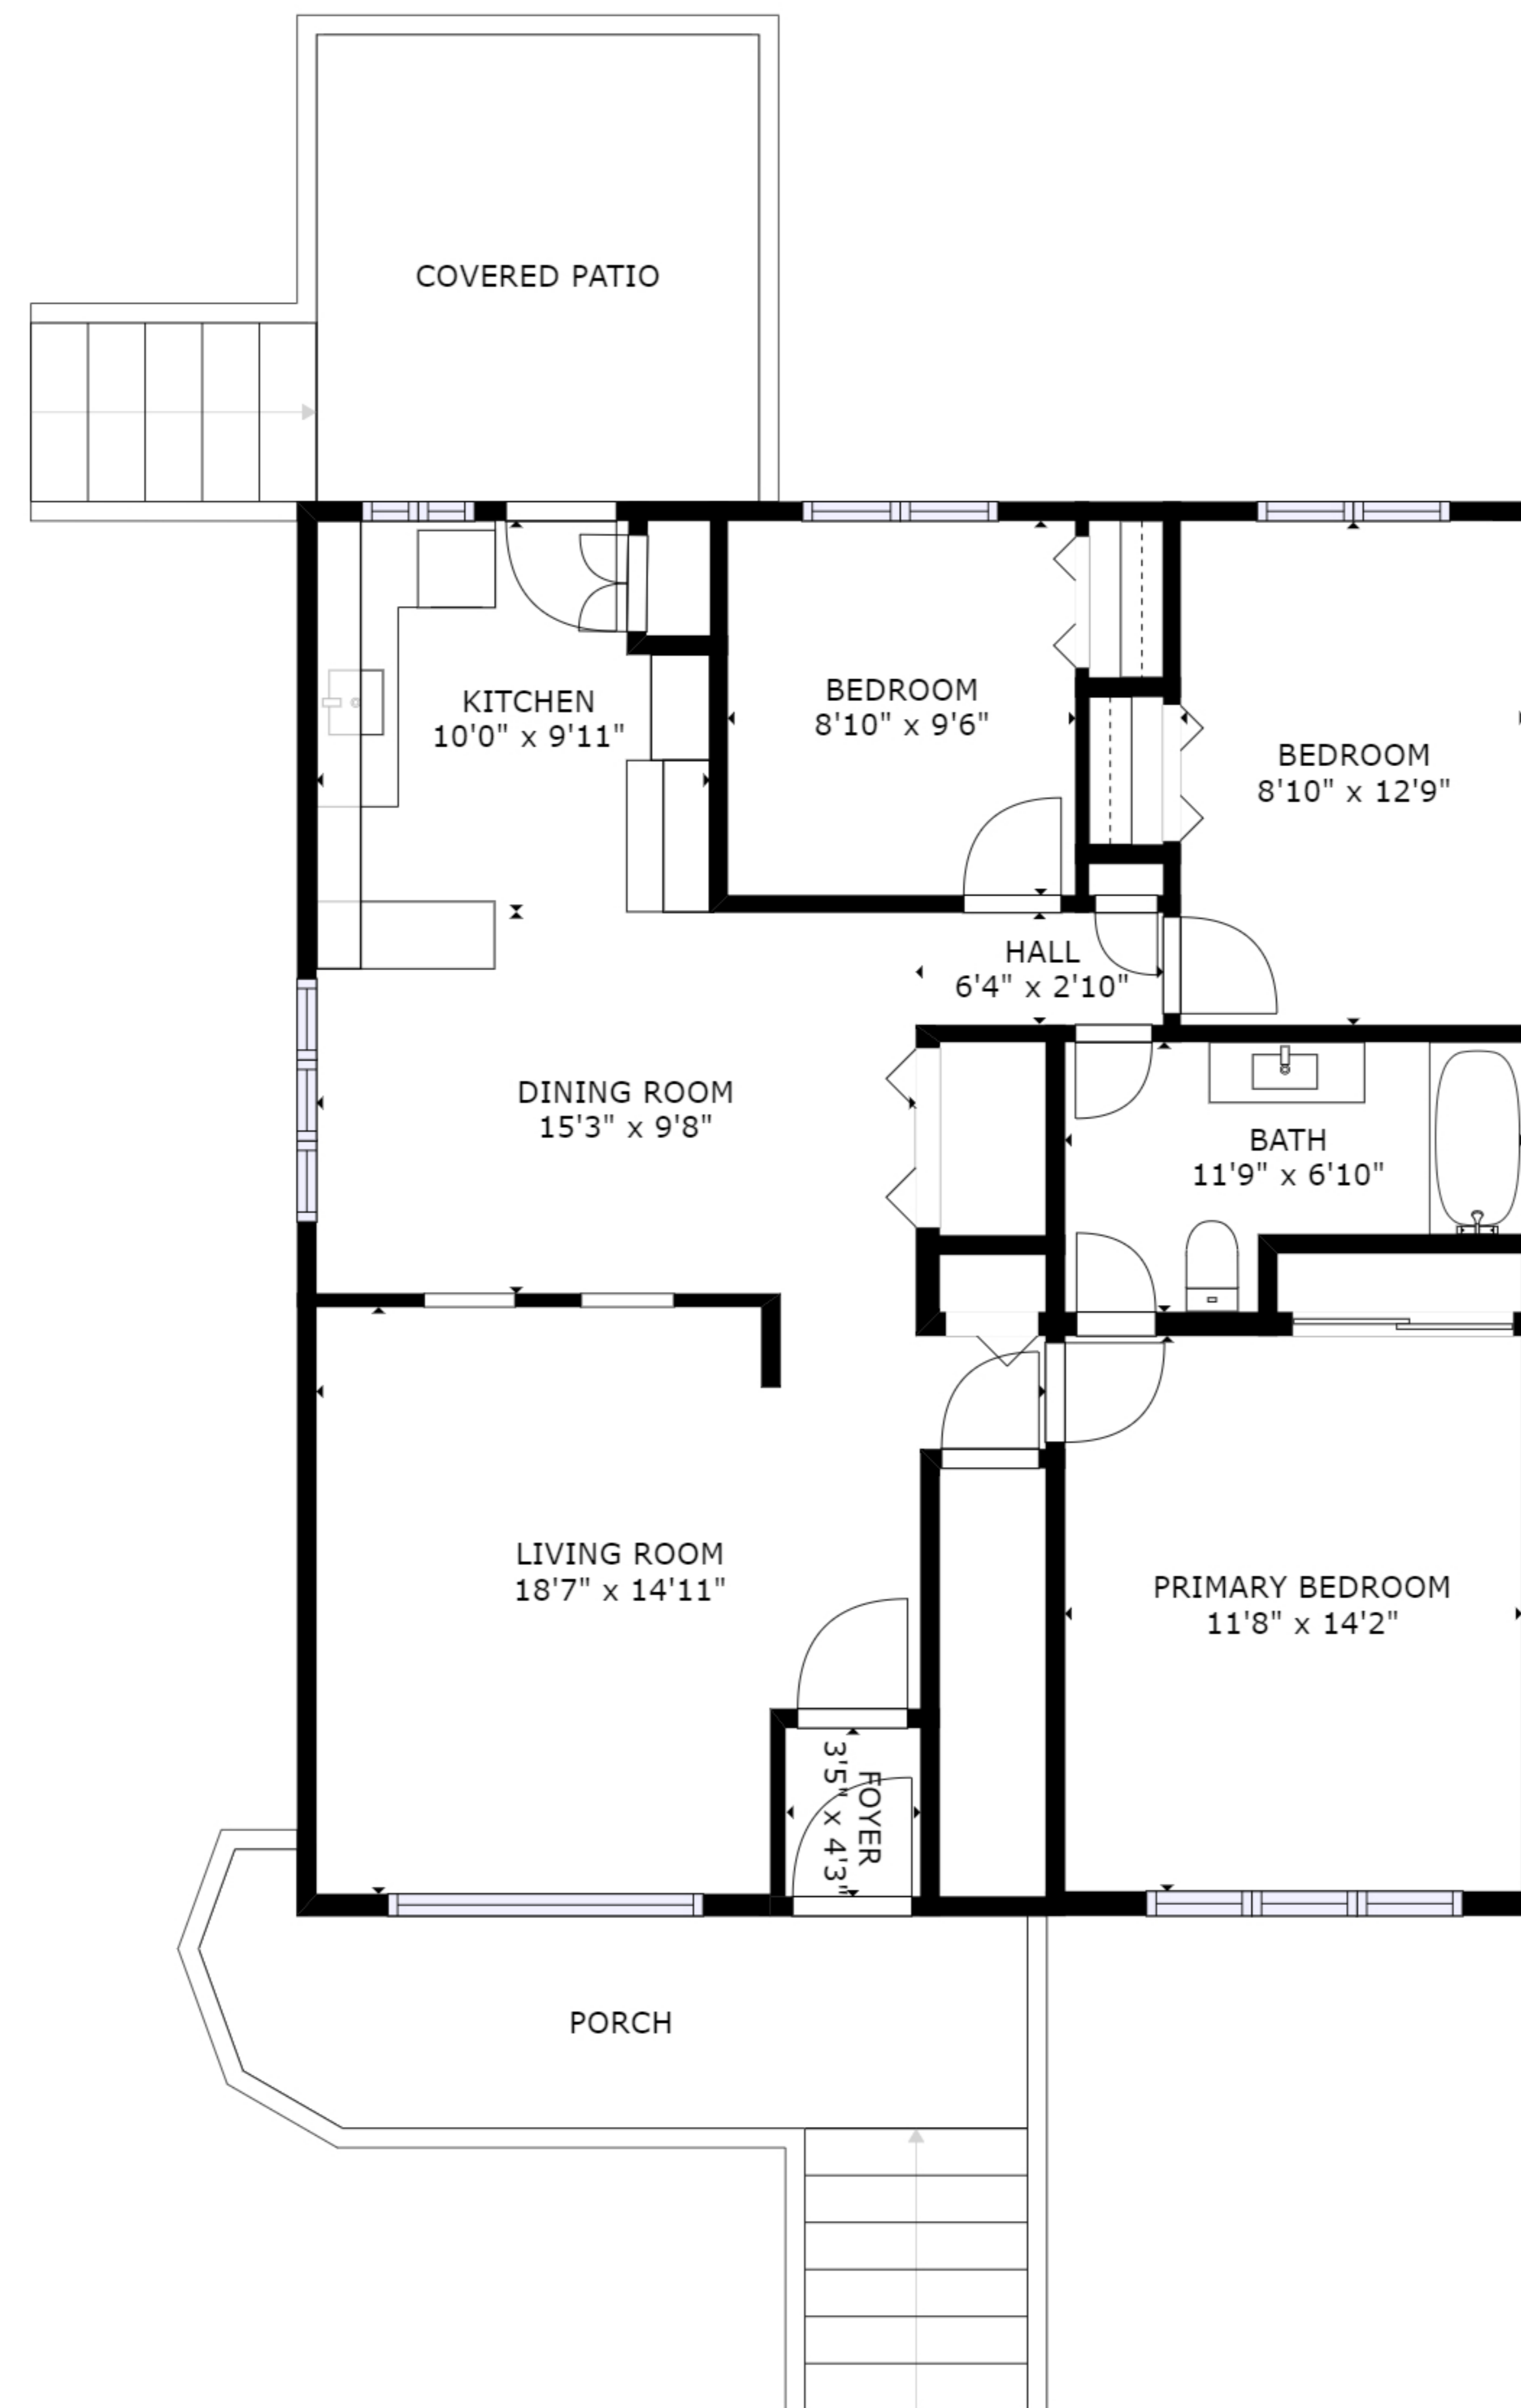 COVERED PATIO
KITCHEN
10'0" x 9'11"
BEDROOM
8'10" x 9'6"
BEDROOM
8'10" x 12'9"
HALL
6'4" x 2'10"
DINING ROOM
15'3" x 9'8"
BATH
11'9" x 6'10"
LIVING ROOM
18'7" x 14'11"
PRIMARY BEDROOM
11'8" x 14'2"
FOYER
3'5" x 4'3"
PORCH